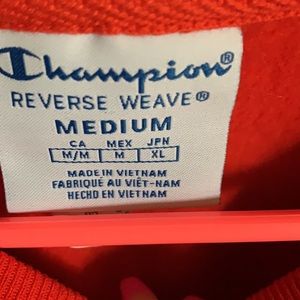 Champion®
REVERSE WEAVE®
MEDIUM
CA MEX JPN
M/M M XL
MADE IN VIETNAM
FABRIQUÉ AU VIÊT-NAM
HECHO EN VIETNAM